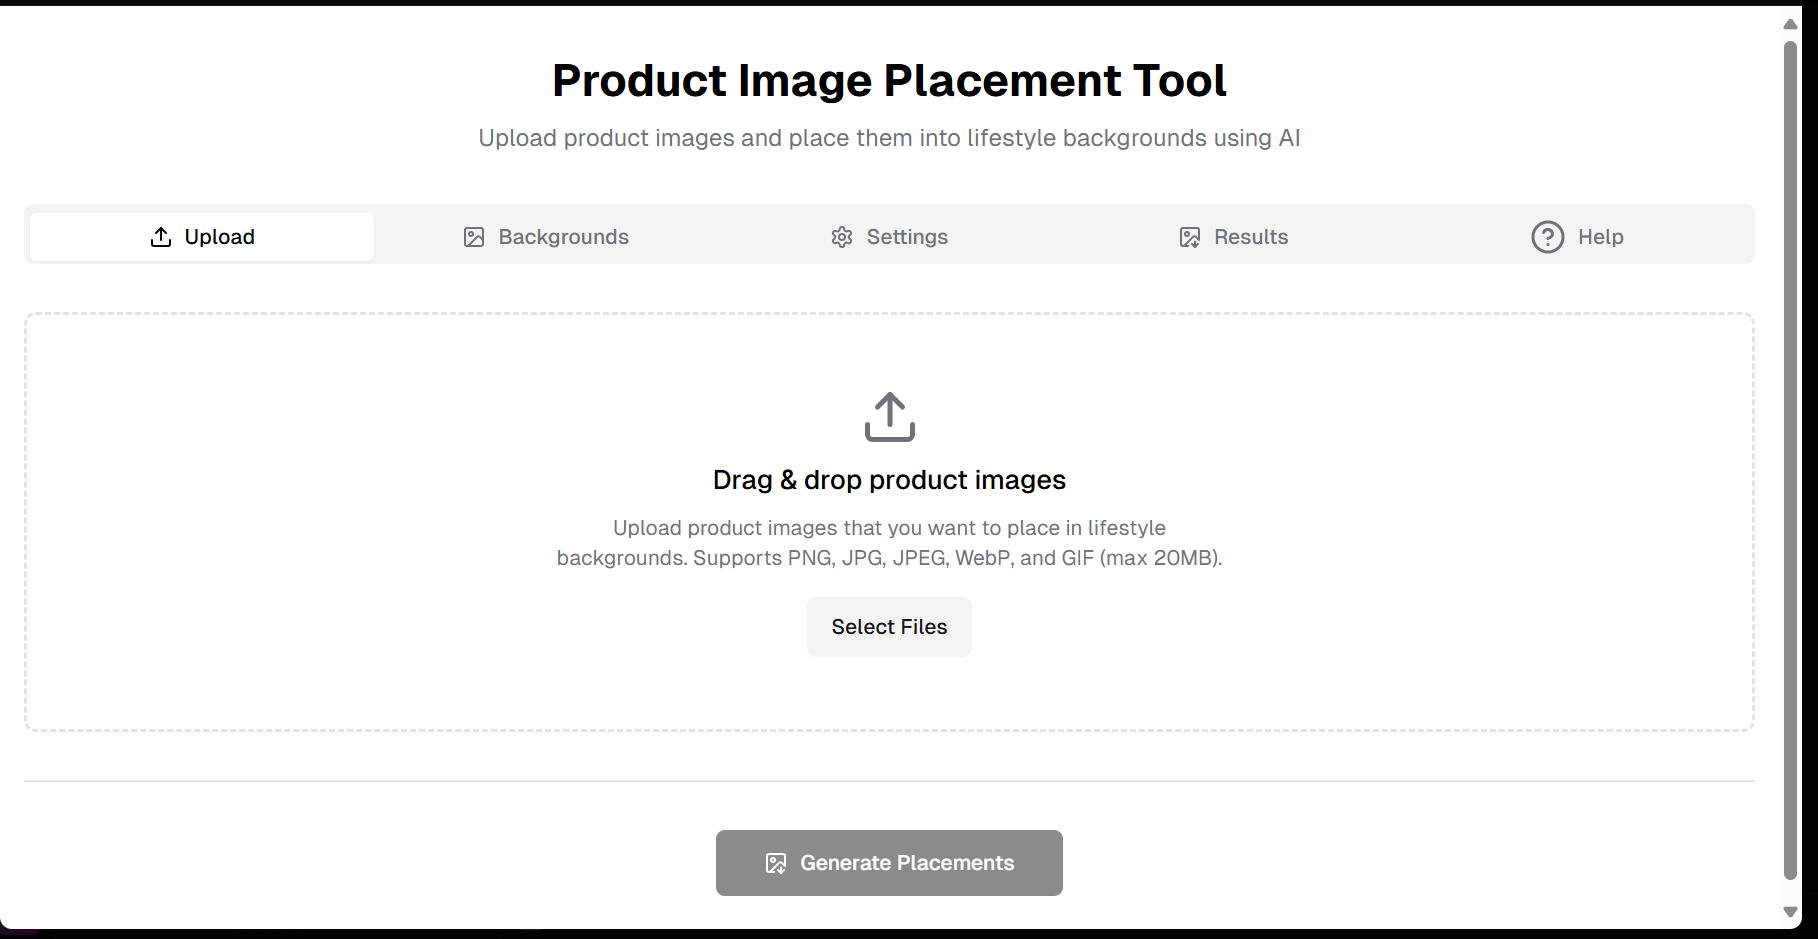 Product Image Placement Tool
Upload product images and place them into lifestyle backgrounds using AI
Upload
Backgrounds
Settings
Results
Help
Drag & drop product images
Upload product images that you want to place in lifestyle
backgrounds. Supports PNG, JPG, JPEG, WebP, and GIF (max 20MB).
Select Files
Generate Placements